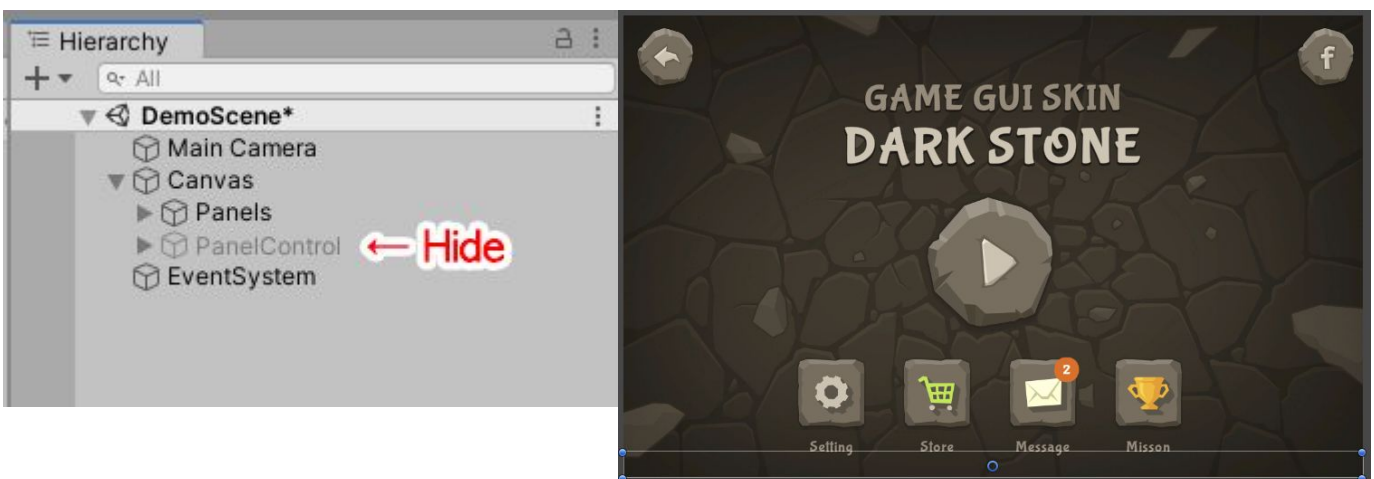 Hierarchy
All
DemoScene*
Main Camera
Canvas
Panels
PanelControl ← Hide
EventSystem
f
GAME GUI SKIN
DARK STONE
2
Setting Store Message Misson